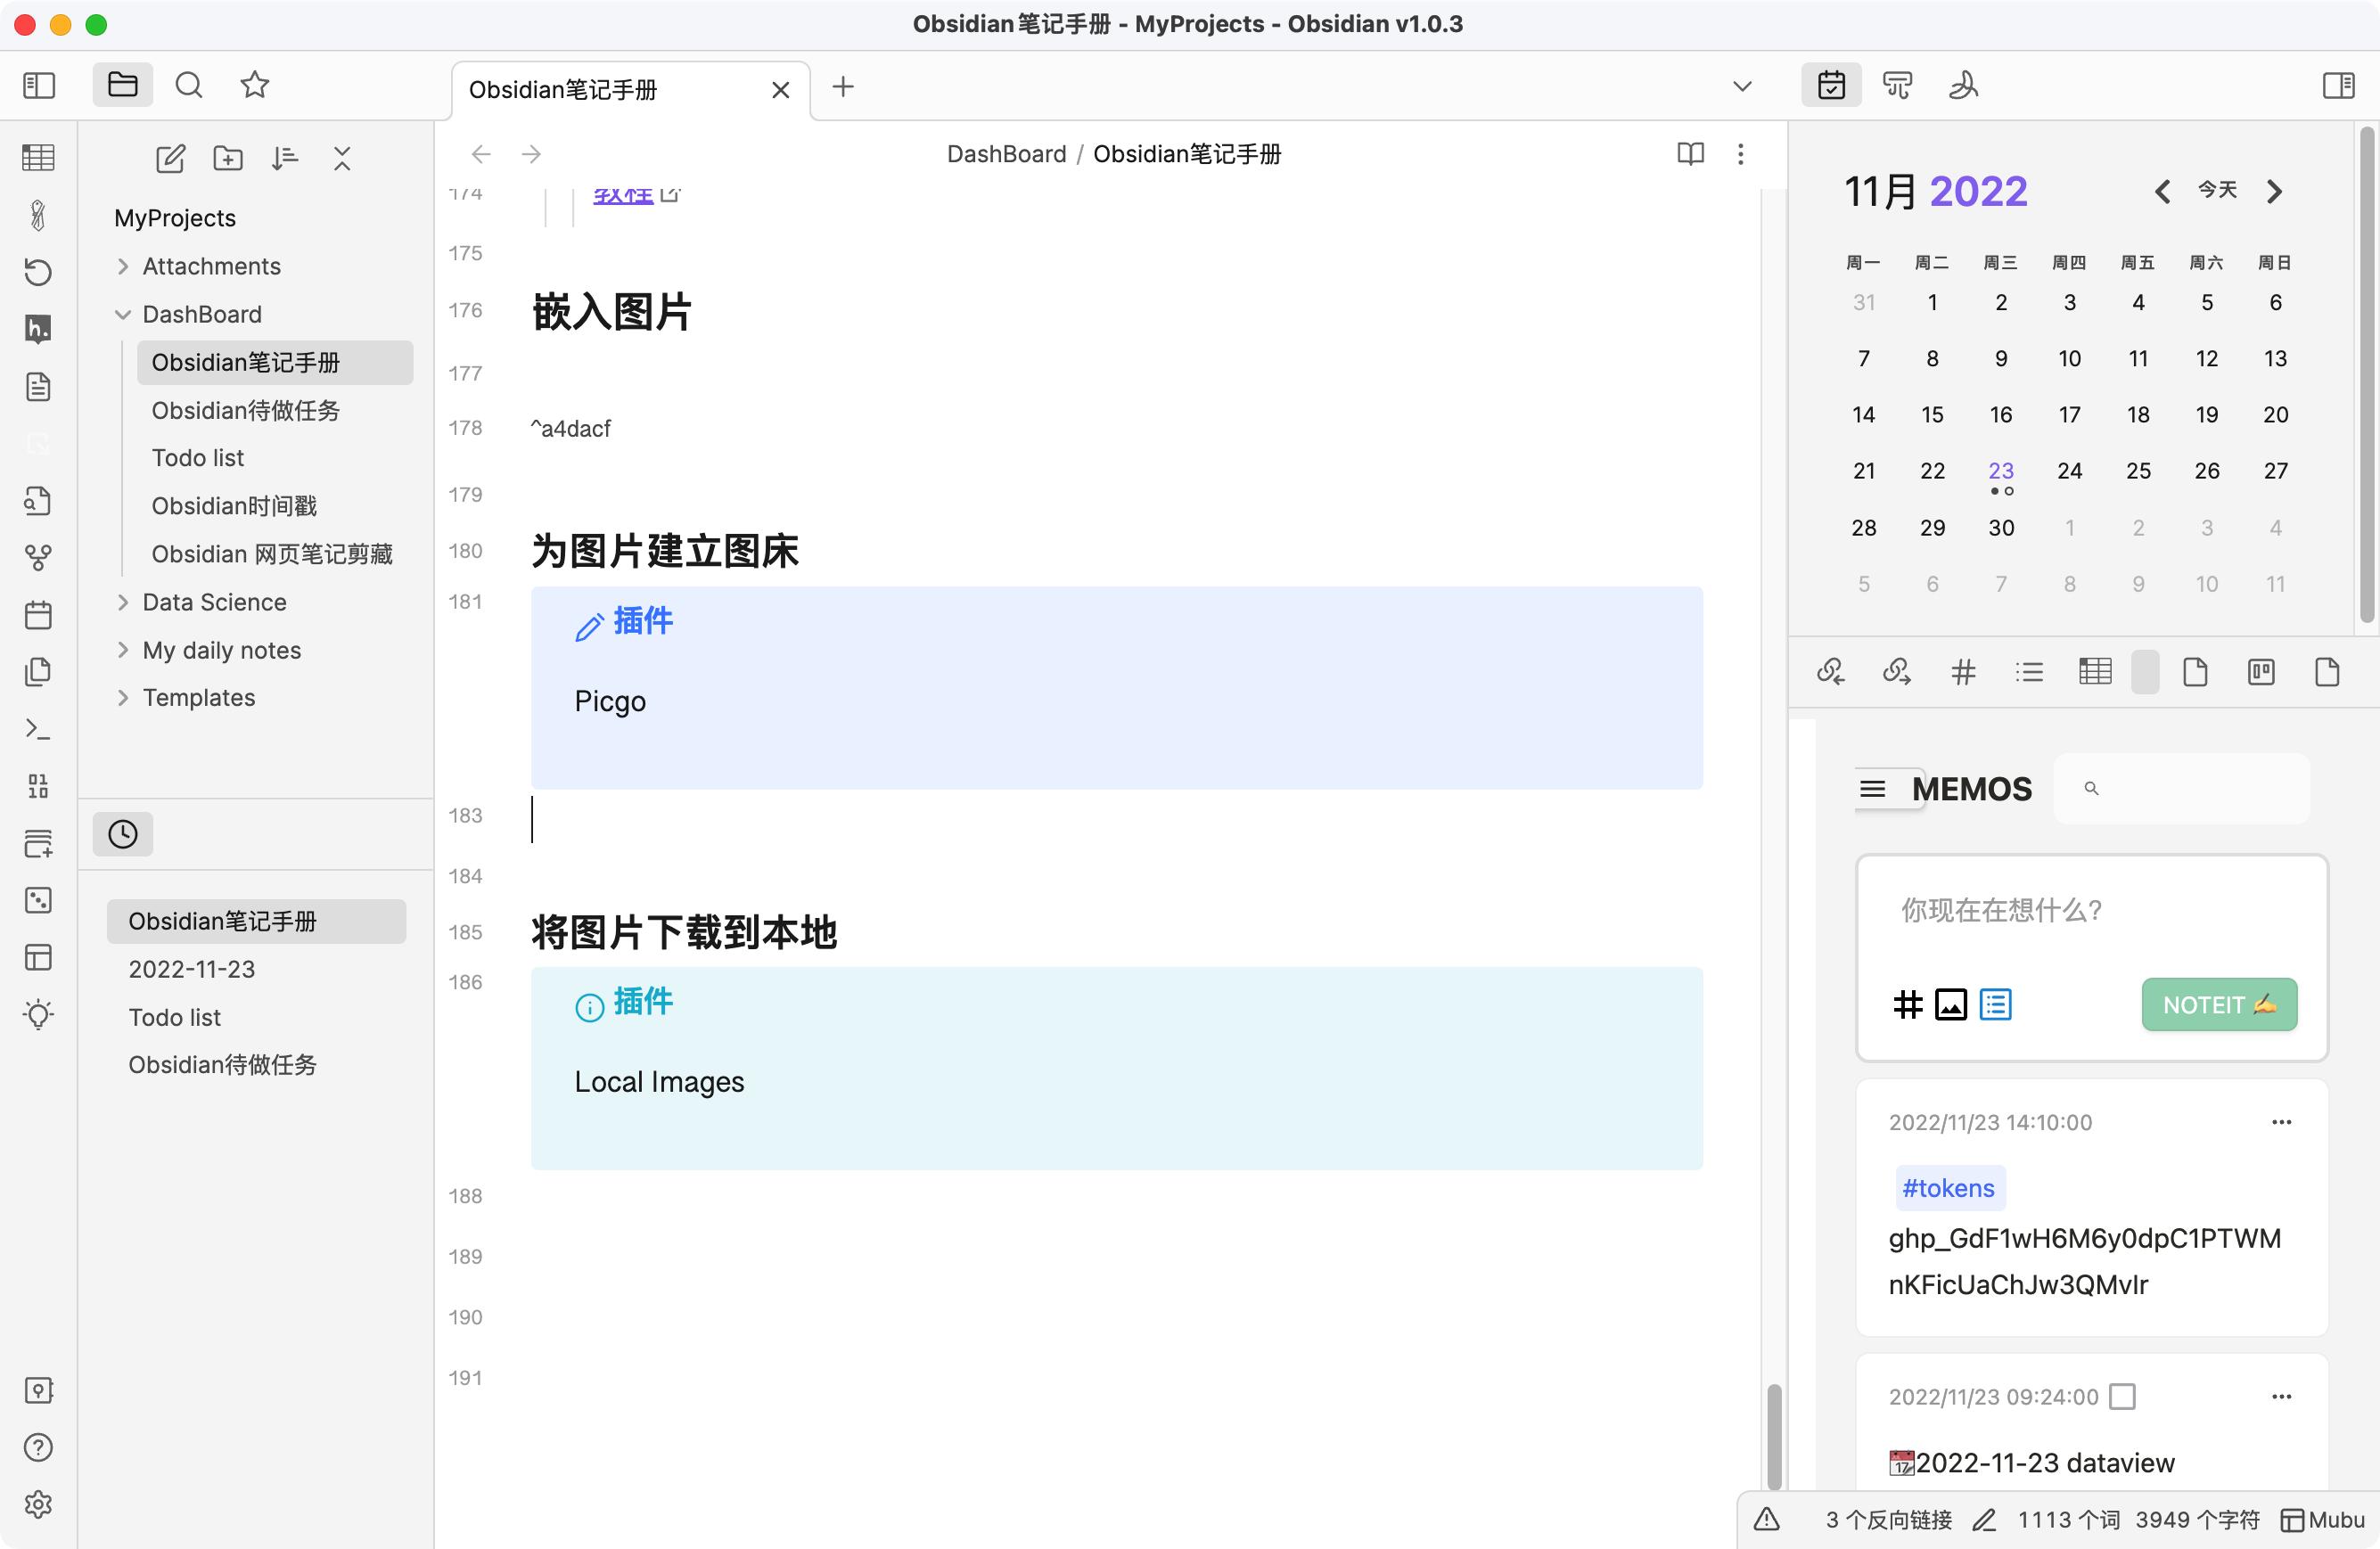 Obsidian笔记手册 - MyProjects - Obsidian v1.0.3
Obsidian笔记手册
DashBoard / Obsidian笔记手册
MyProjects
Attachments
DashBoard
Obsidian笔记手册
Obsidian待做任务
Todo list
Obsidian时间戳
Obsidian 网页笔记剪藏
Data Science
My daily notes
Templates
Obsidian笔记手册
2022-11-23
Todo list
Obsidian待做任务
174 教程
175
176 嵌入图片
177
178 ^a4dacf
179
180 为图片建立图床
181 插件
Picgo
183
184
185 将图片下载到本地
186 插件
Local Images
188
189
190
191
11月 2022 今天
周一 周二 周三 周四 周五 周六 周日
31 1 2 3 4 5 6
7 8 9 10 11 12 13
14 15 16 17 18 19 20
21 22 23 24 25 26 27
28 29 30 1 2 3 4
5 6 7 8 9 10 11
MEMOS
你现在在想什么?
NOTEIT ✍️
2022/11/23 14:10:00
#tokens
ghp_GdF1wH6M6y0dpC1PTWM
nKFicUaChJw3QMvIr
2022/11/23 09:24:00
📆2022-11-23 dataview
3 个反向链接 1113 个词 3949 个字符 Mubu